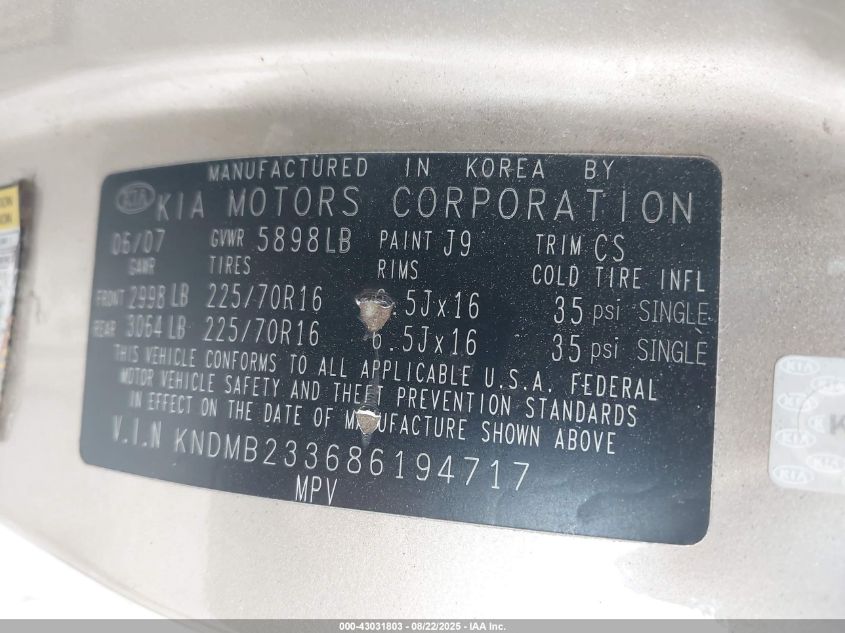 MANUFACTURED IN KOREA BY
KIA KIA MOTORS CORPORATION
06/07 GVWR 5898LB PAINT J9 TRIM CS
GAWR TIRES RIMS COLD TIRE INFL
FRONT 2998 LB 225/70R16 .5Jx16 35 psi SINGLE
REAR 3064 LB 225/70R16 6.5Jx16 35 psi SINGLE
THIS VEHICLE CONFORMS TO ALL APPLICABLE U.S.A. FEDERAL
MOTOR VEHICLE SAFETY AND THEFT PREVENTION STANDARDS
IN EFFECT ON THE DATE OF MANUFACTURE SHOWN ABOVE
V.I.N KNDMB233686194717
MPV
KIA
000-43031803 - 08/22/2025 - IAA Inc.